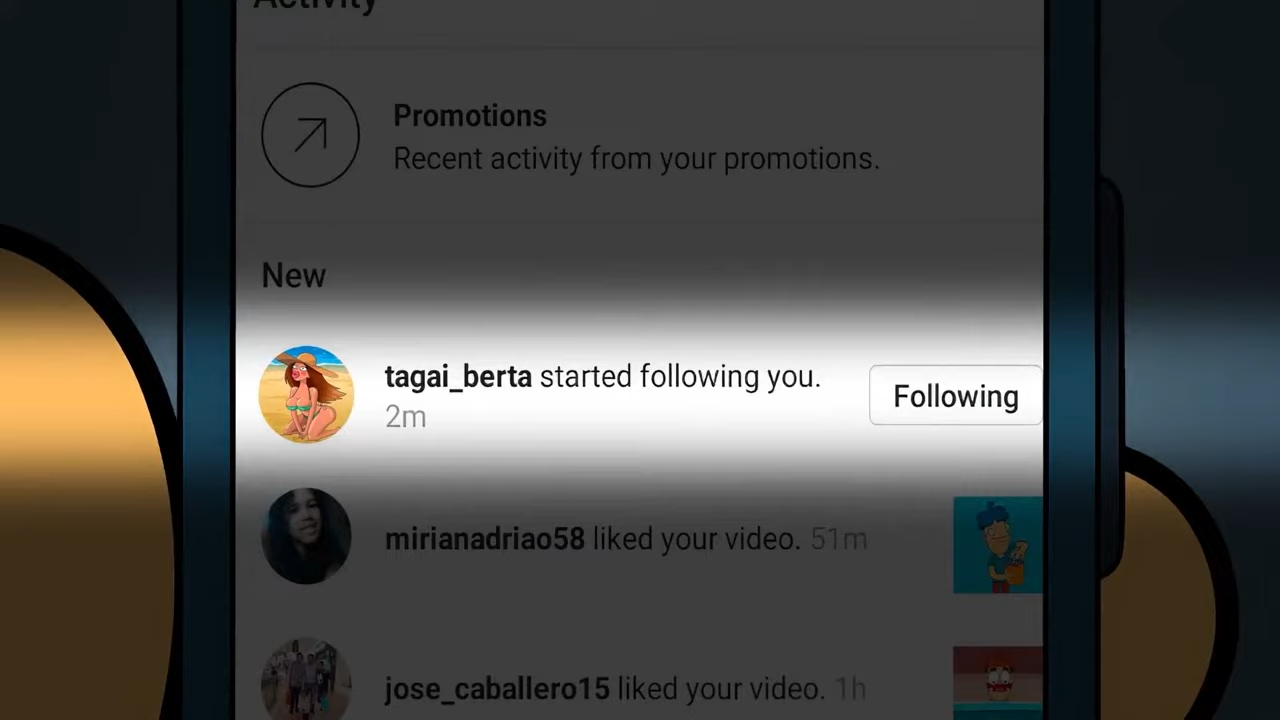 Activity
Promotions
Recent activity from your promotions.
New
tagai_berta started following you.
2m
Following
mirianadriao58 liked your video. 51m
jose_caballero15 liked your video. 1h